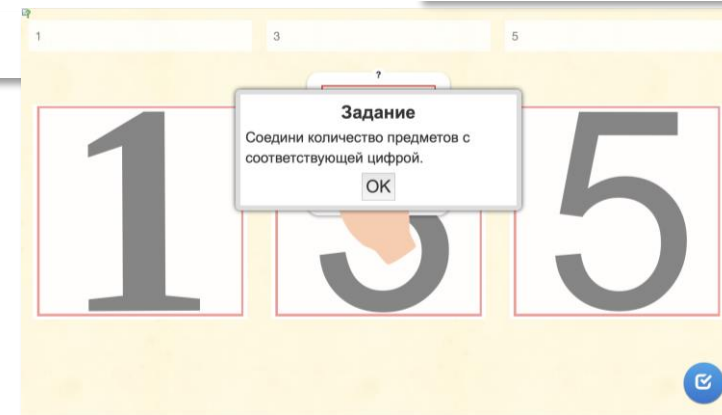 1 3 5
?
Задание
Соедини количество предметов с
соответствующей цифрой.
OK
1 3 5